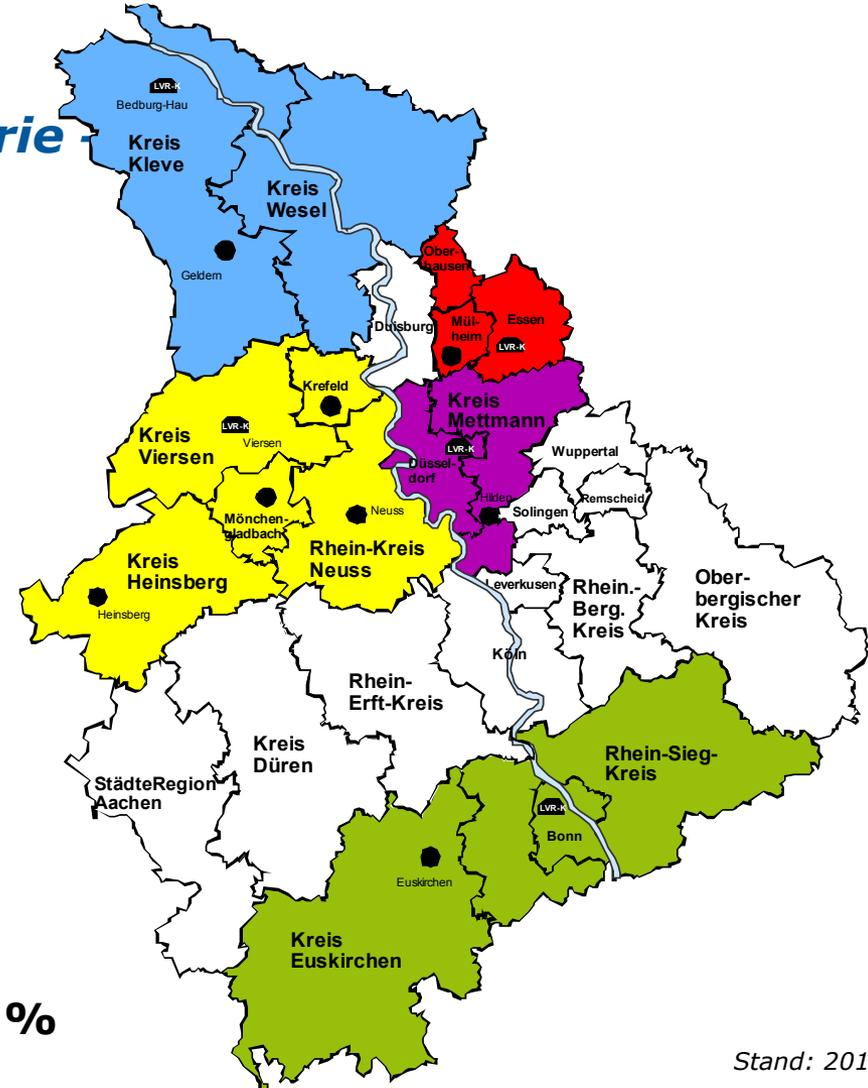 rie -
LVR-K
Bedburg-Hau
Kreis
Kleve
Kreis
Wesel
Geldern
Ober-
hausen
Duisburg
Mül-
heim
Essen
LVR-K
Krefeld
Kreis
Mettmann
LVR-K
Viersen
Kreis
Viersen
LVR-K
Düssel-
dorf
Wuppertal
Hilden
Remscheid
Solingen
Neuss
Mönchen-
gladbach
Rhein-Kreis
Neuss
Kreis
Heinsberg
Heinsberg
Leverkusen
Rhein.-
Berg.
Kreis
Ober-
bergischer
Kreis
Köln
Rhein-
Erft-Kreis
Kreis
Düren
StädteRegion
Aachen
Rhein-Sieg-
Kreis
LVR-K
Bonn
Euskirchen
Kreis
Euskirchen
%
Stand: 201